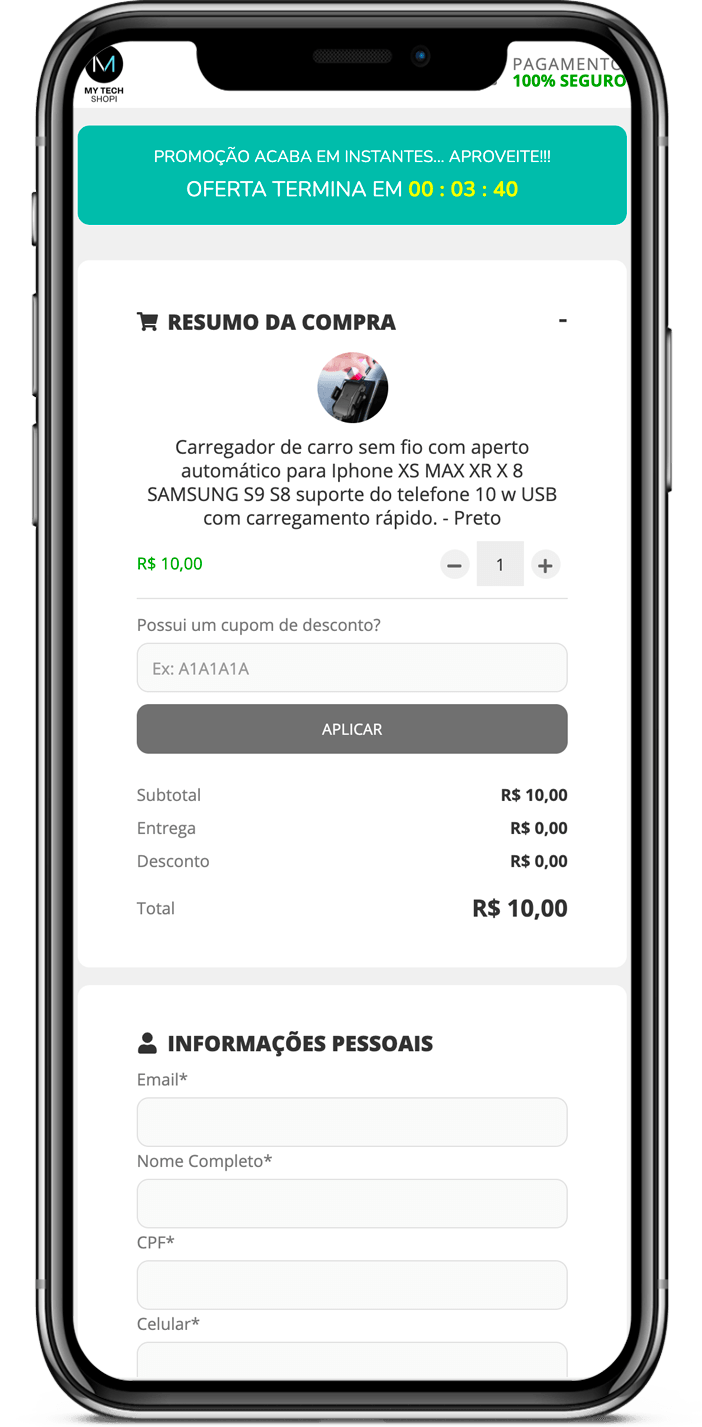 M
MY TECH
SHOPI
PAGAMENTO
100% SEGURO
PROMOÇÃO ACABA EM INSTANTES... APROVEITE!!!
OFERTA TERMINA EM 00 : 03 : 40
RESUMO DA COMPRA -
Carregador de carro sem fio com aperto
automático para Iphone XS MAX XR X 8
SAMSUNG S9 S8 suporte do telefone 10 w USB
com carregamento rápido. - Preto
R$ 10,00 − 1 +
Possui um cupom de desconto?
Ex: A1A1A1A
APLICAR
Subtotal R$ 10,00
Entrega R$ 0,00
Desconto R$ 0,00
Total R$ 10,00
INFORMAÇÕES PESSOAIS
Email*
Nome Completo*
CPF*
Celular*